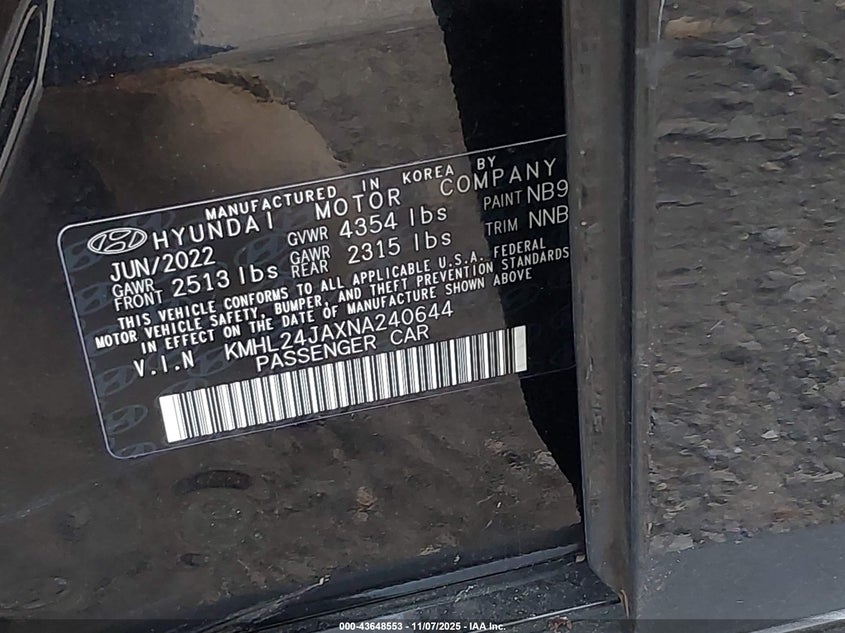 MANUFACTURED IN KOREA BY
HYUNDAI MOTOR COMPANY
JUN/2022 GVWR 4354 lbs PAINT NB9
GAWR FRONT 2513 lbs GAWR REAR 2315 lbs TRIM NNB
THIS VEHICLE CONFORMS TO ALL APPLICABLE U.S.A. FEDERAL
MOTOR VEHICLE SAFETY, BUMPER, AND THEFT PREVENTION STANDARDS
IN EFFECT ON THE DATE OF MANUFACTURE SHOWN ABOVE
V.I.N KMHL24JAXNA240644
PASSENGER CAR
000-43648553 - 11/07/2025 - IAA Inc.